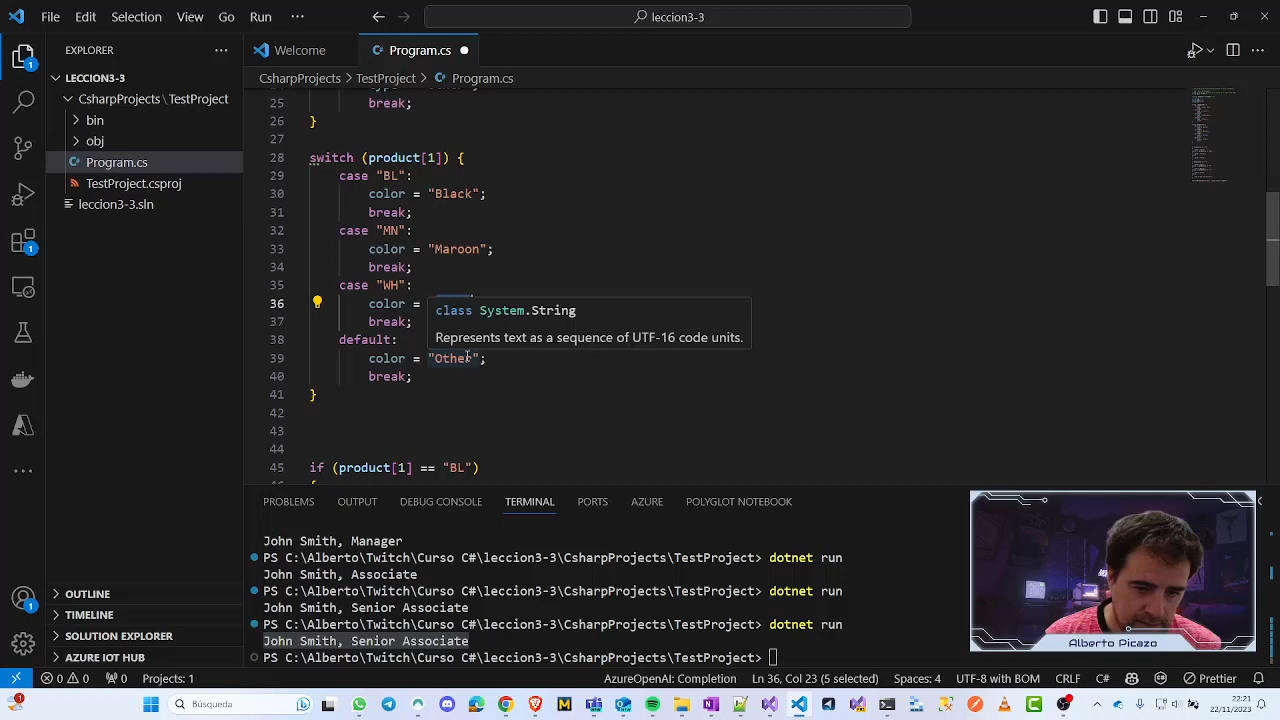 File Edit Selection View Go Run ··· leccion3-3
EXPLORER ···
Welcome
Program.cs
CsharpProjects > TestProject > Program.cs
LECCION3-3
CsharpProjects \ TestProject
bin
obj
Program.cs
TestProject.csproj
leccion3-3.sln
25 break;
26 }
27
28 switch (product[1]) {
29 case "BL":
30 color = "Black";
31 break;
32 case "MN":
33 color = "Maroon";
34 break;
35 case "WH":
36 color =
class System.String
37 break;
Represents text as a sequence of UTF-16 code units.
38 default:
39 color = "Other";
40 break;
41 }
42
43
44
45 if (product[1] == "BL")
PROBLEMS OUTPUT DEBUG CONSOLE TERMINAL PORTS AZURE POLYGLOT NOTEBOOK
John Smith, Manager
PS C:\Alberto\Twitch\Curso C#\leccion3-3\CsharpProjects\TestProject> dotnet run
John Smith, Associate
PS C:\Alberto\Twitch\Curso C#\leccion3-3\CsharpProjects\TestProject> dotnet run
John Smith, Senior Associate
PS C:\Alberto\Twitch\Curso C#\leccion3-3\CsharpProjects\TestProject> dotnet run
John Smith, Senior Associate
PS C:\Alberto\Twitch\Curso C#\leccion3-3\CsharpProjects\TestProject>
OUTLINE
TIMELINE
SOLUTION EXPLORER
AZURE IOT HUB
Alberto Picazo
0 0 0 Projects: 1 AzureOpenAI: Completion Ln 36, Col 23 (5 selected) Spaces: 4 UTF-8 with BOM CRLF C# Prettier
Búsqueda
22:21
22/11/2023